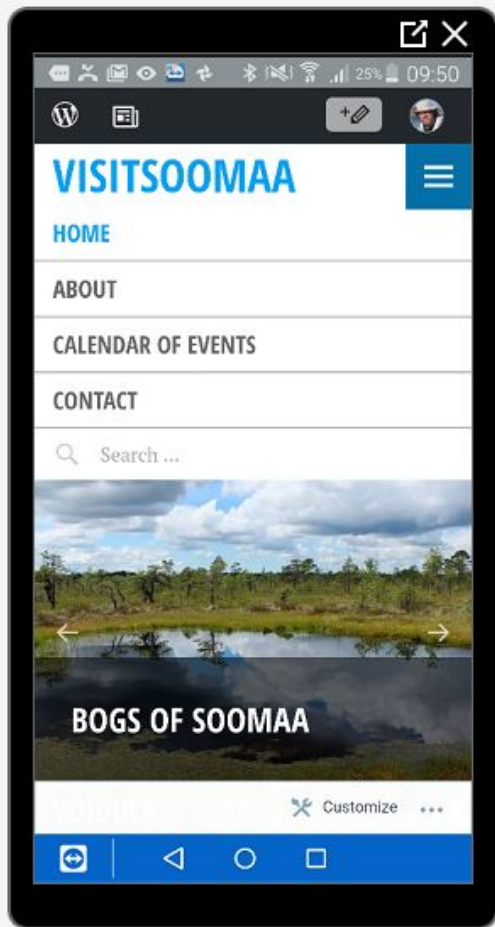 25% 09:50
VISITSOOMAA
HOME
ABOUT
CALENDAR OF EVENTS
CONTACT
Search ...
BOGS OF SOOMAA
Customize